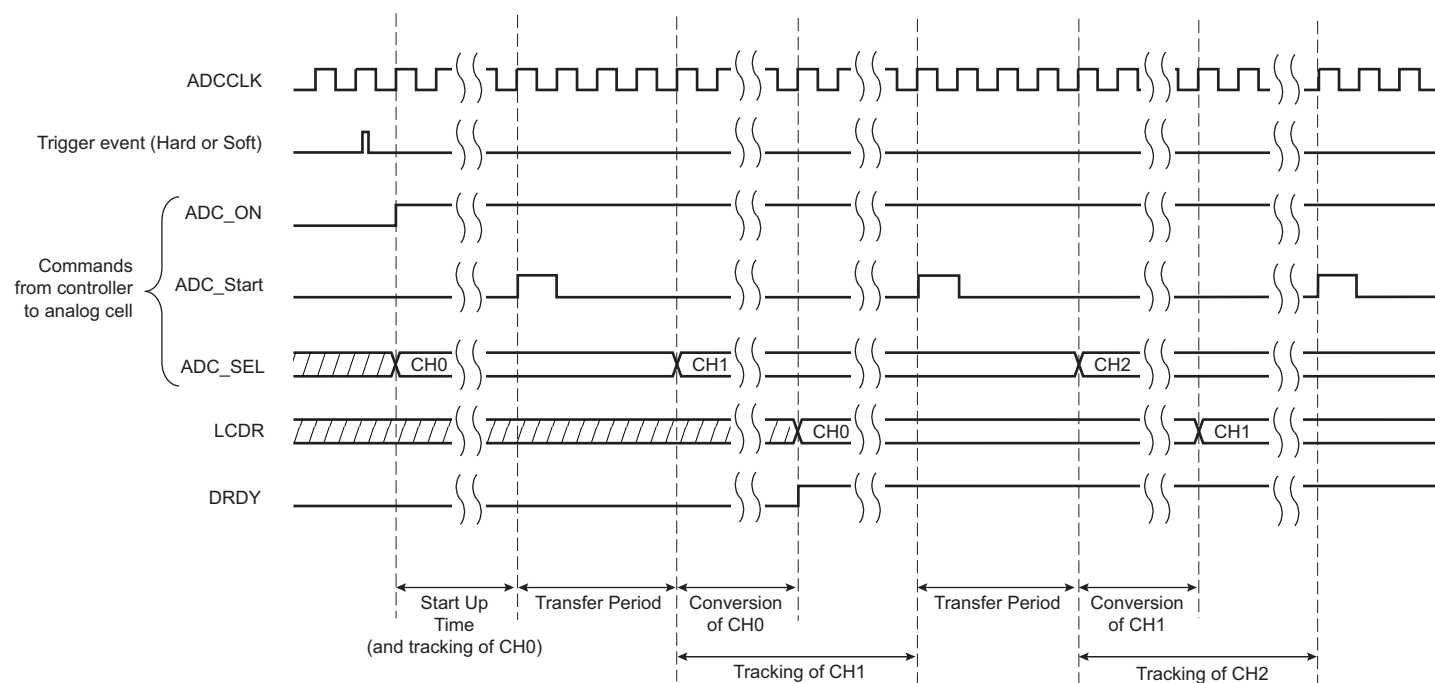 ADCCLK
Trigger event (Hard or Soft)
ADC_ON
Commands
from controller
to analog cell
ADC_Start
ADC_SEL
CH0
CH1
CH2
LCDR
CH0
CH1
DRDY
Start Up
Time
(and tracking of CH0)
Transfer Period
Conversion
of CH0
Tracking of CH1
Transfer Period
Conversion
of CH1
Tracking of CH2